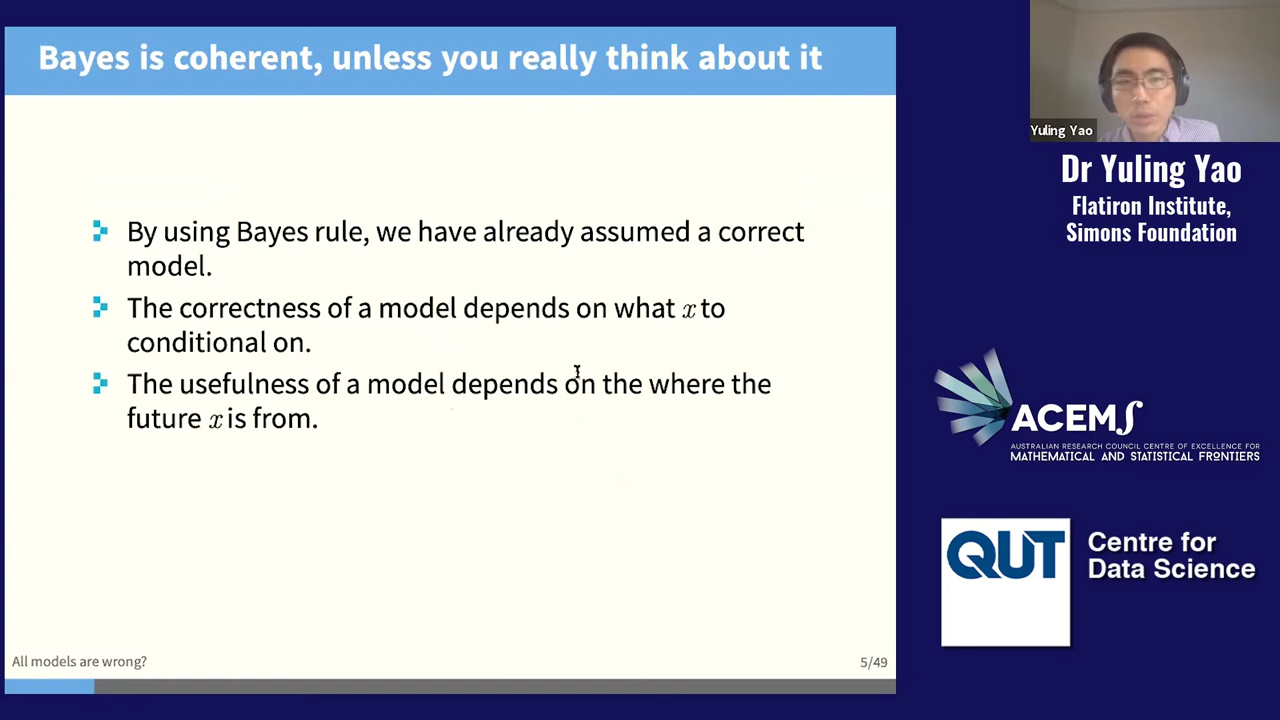 Bayes is coherent, unless you really think about it
By using Bayes rule, we have already assumed a correct
model.
The correctness of a model depends on what x to
conditional on.
The usefulness of a model depends on the where the
future x is from.
All models are wrong?
5/49
Yuling Yao
Dr Yuling Yao
Flatiron Institute,
Simons Foundation
ACEMS
AUSTRALIAN RESEARCH COUNCIL CENTRE OF EXCELLENCE FOR
MATHEMATICAL AND STATISTICAL FRONTIERS
QUT
Centre for
Data Science